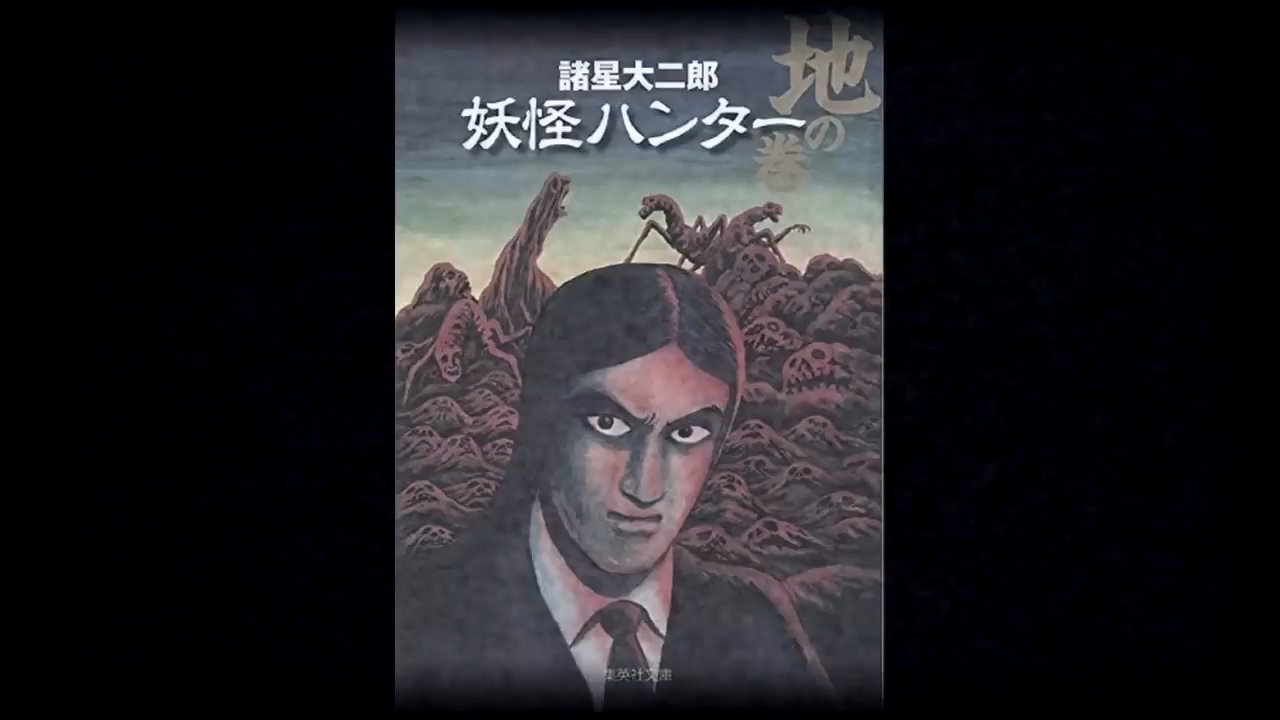 諸星大二郎
妖怪ハンター
地の巻
集英社文庫